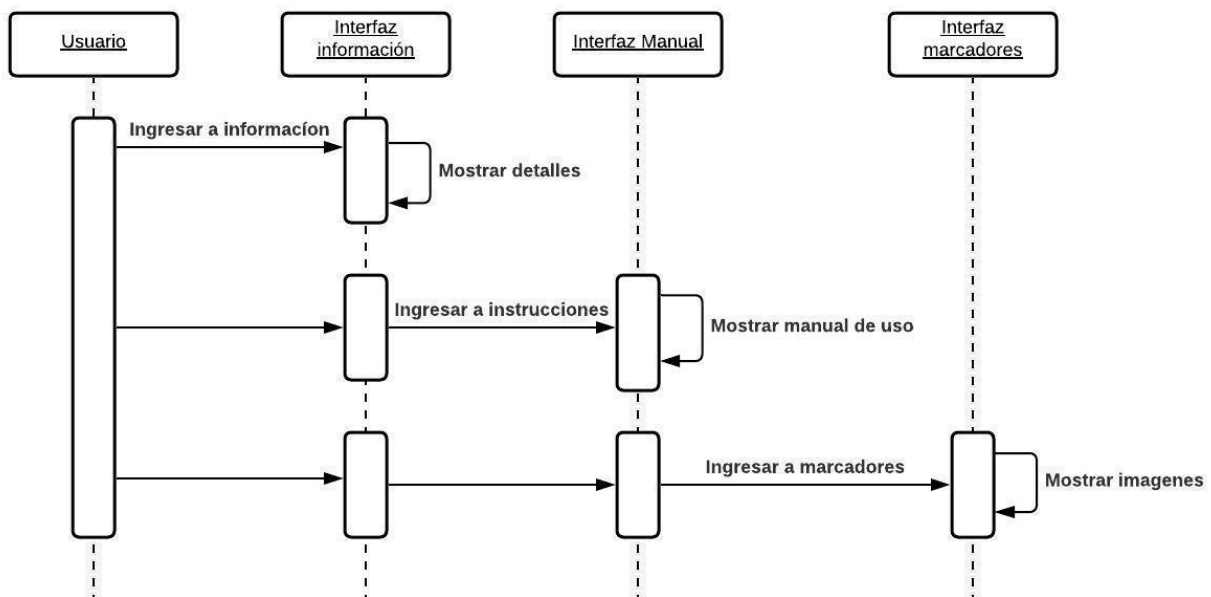 Usuario
Interfaz
información
Interfaz Manual
Interfaz
marcadores
Ingresar a informacíon
Mostrar detalles
Ingresar a instrucciones
Mostrar manual de uso
Ingresar a marcadores
Mostrar imagenes